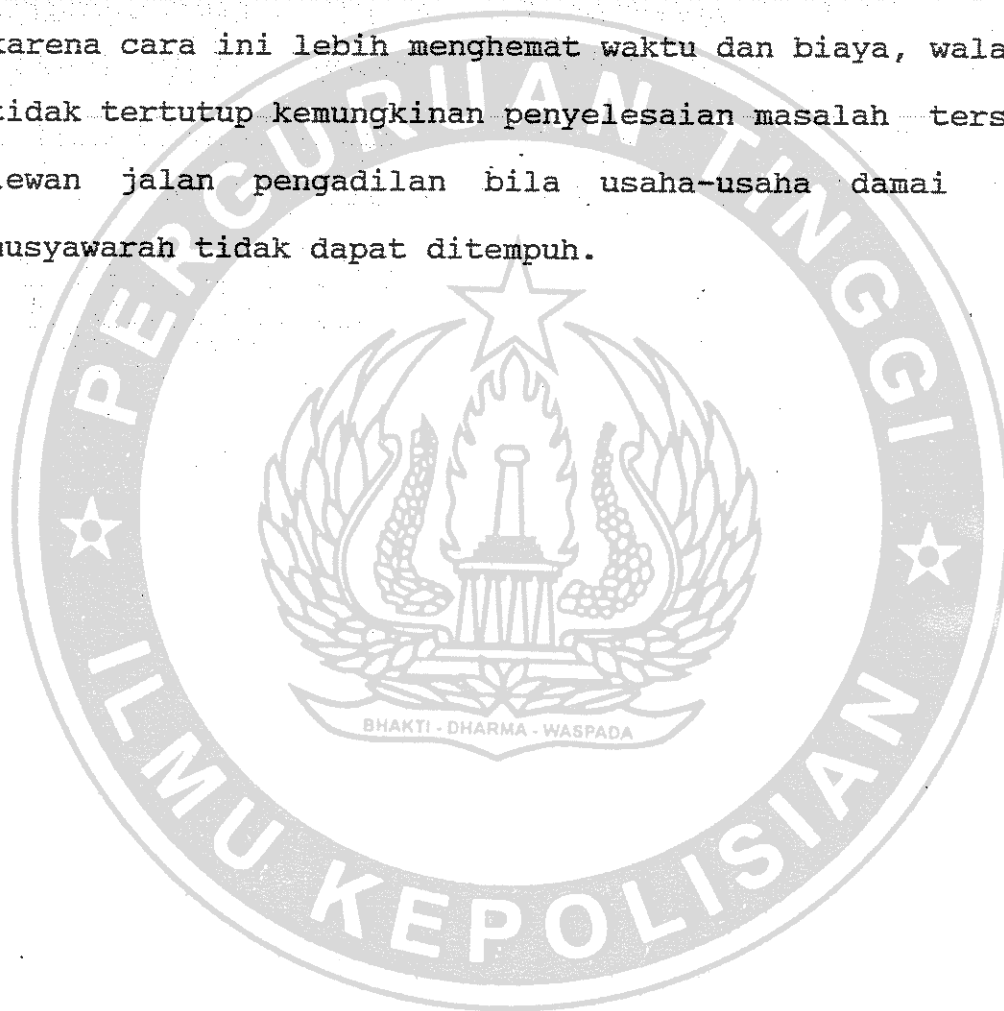 karena cara ini lebih menghemat waktu dan biaya, wala
tidak tertutup kemungkinan penyelesaian masalah ters
lewan jalan pengadilan bila usaha-usaha damai
musyawarah tidak dapat ditempuh.
PERGURUAN TINGGI
BHAKTI - DHARMA - WASPADA
ILMU KEPOLISIAN